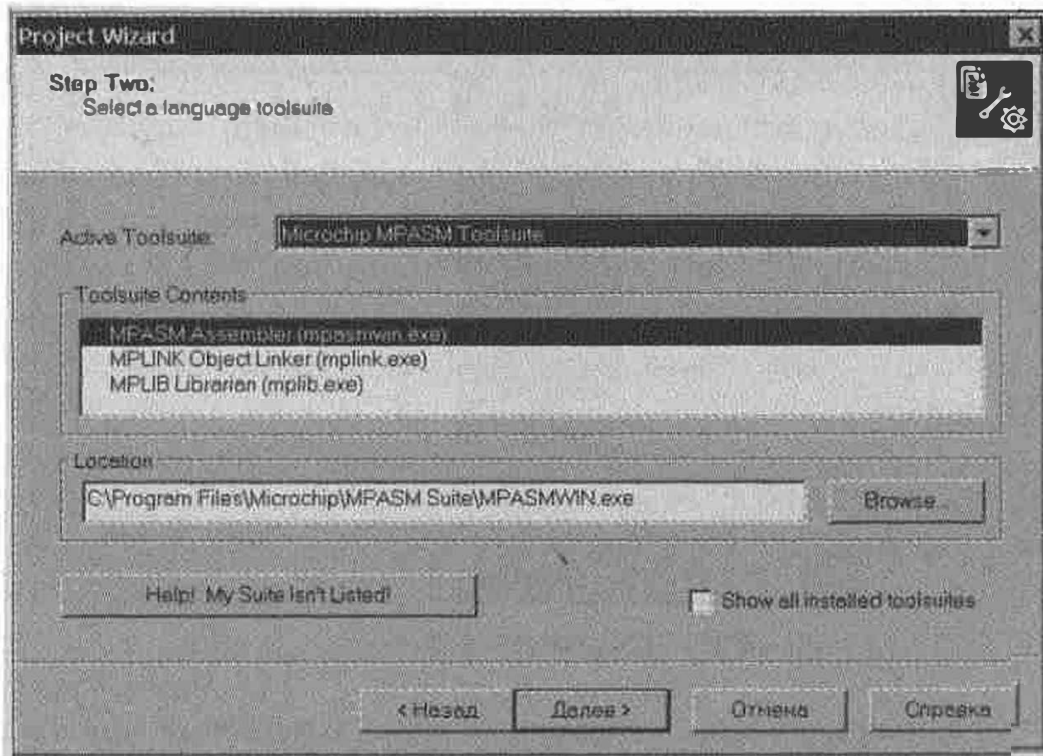 Project Wizard
Step Two:
Select a language toolsuite
Active Toolsuite:
Microchip MPASM Toolsuite
Toolsuite Contents
MPASM Assembler (mpasmwin.exe)
MPLINK Object Linker (mplink.exe)
MPLIB Librarian (mplib.exe)
Location
C:\Program Files\Microchip\MPASM Suite\MPASMWIN.exe
Browse...
Help! My Suite Isn't Listed!
Show all installed toolsuites
< Назад
Далее >
Отмена
Справка